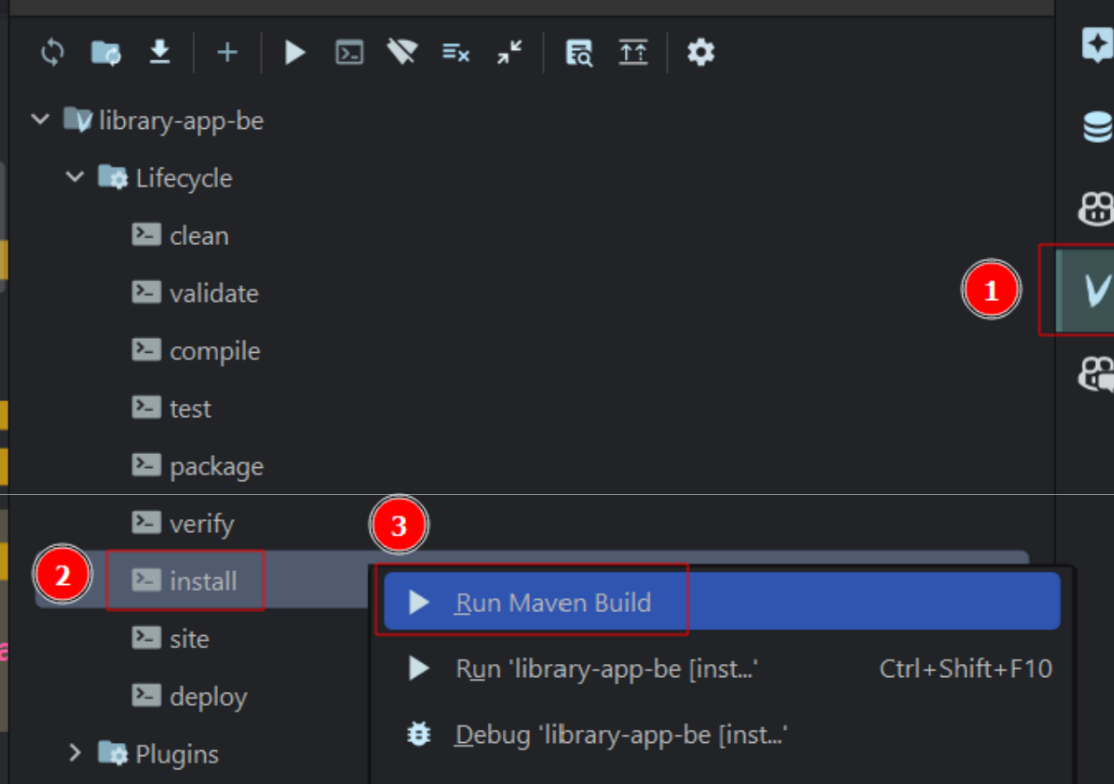 library-app-be
Lifecycle
clean
validate
compile
test
package
verify
install
site
deploy
Plugins
1
2
3
Run Maven Build
Run 'library-app-be [inst...' Ctrl+Shift+F10
Debug 'library-app-be [inst...'